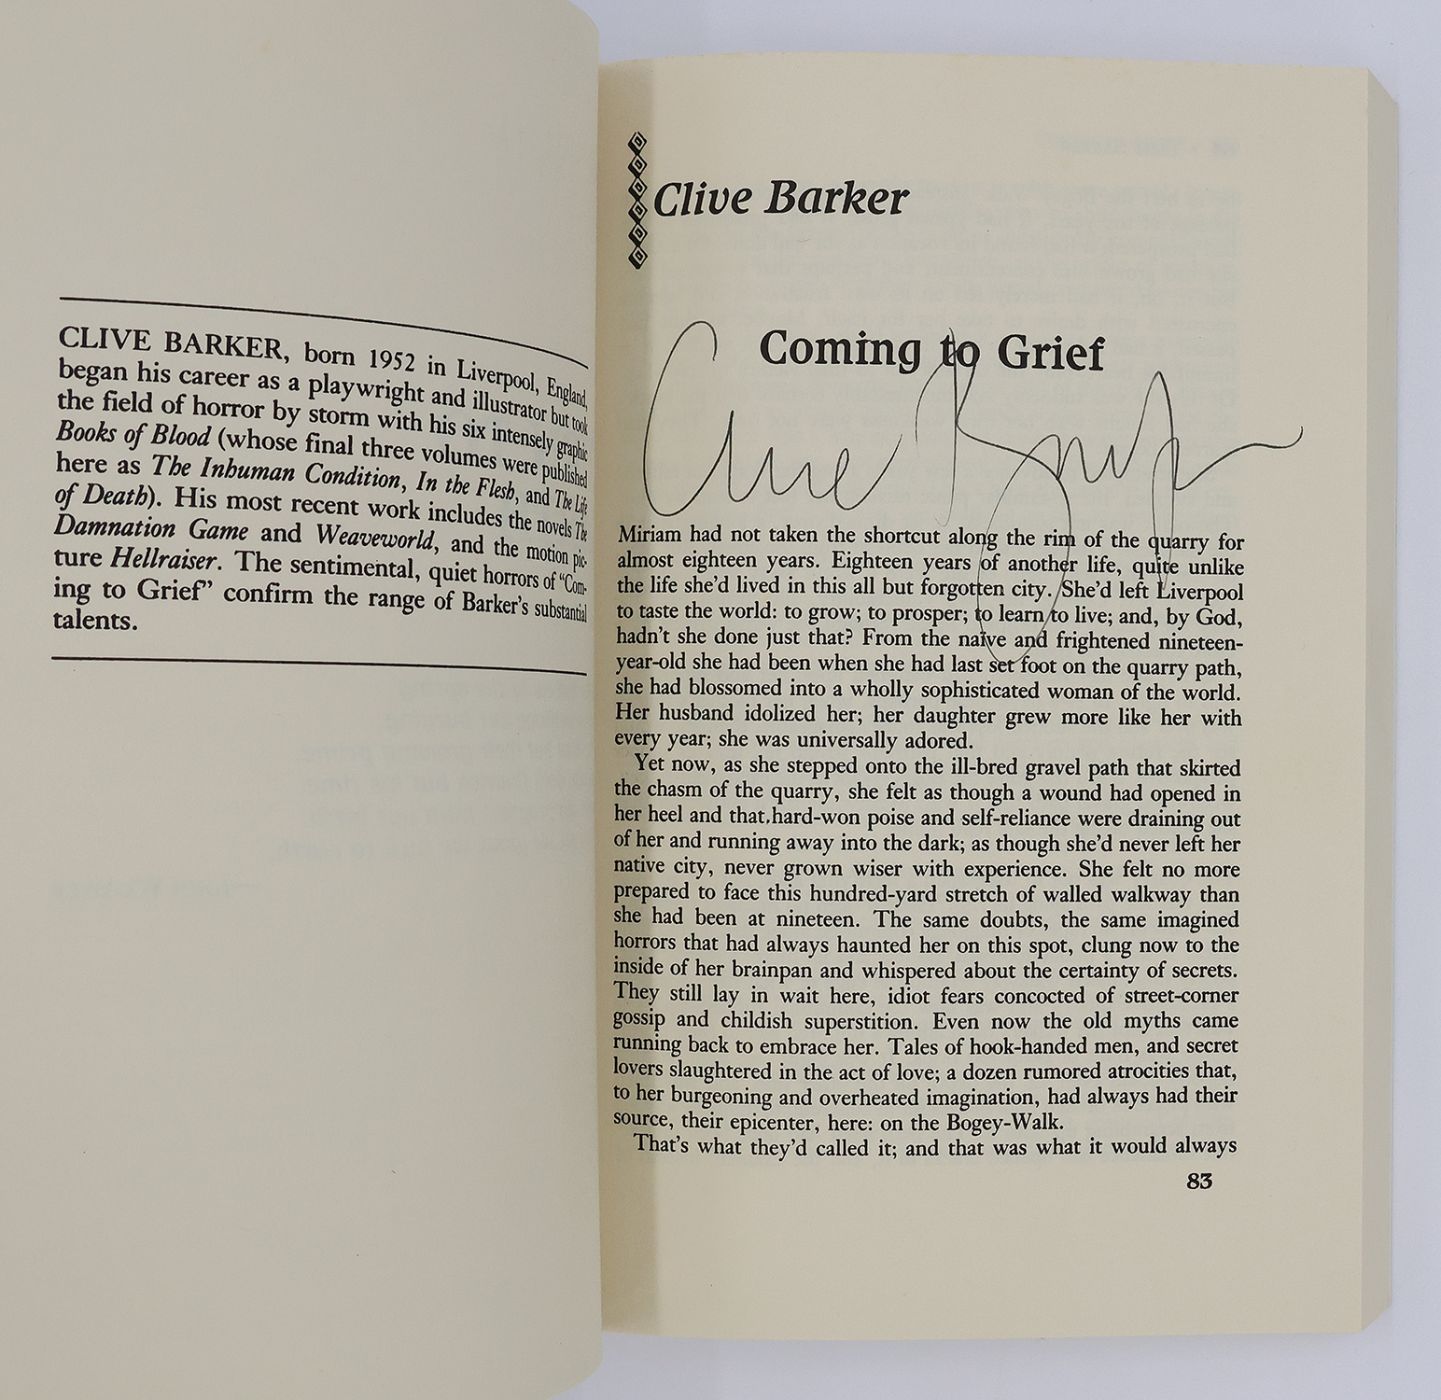 CLIVE BARKER, born 1952 in Liverpool, England,
began his career as a playwright and illustrator but took
the field of horror by storm with his six intensely graphic
Books of Blood (whose final three volumes were published
here as The Inhuman Condition, In the Flesh, and The Life
of Death). His most recent work includes the novels The
Damnation Game and Weaveworld, and the motion pic-
ture Hellraiser. The sentimental, quiet horrors of "Com-
ing to Grief" confirm the range of Barker's substantial
talents.
Clive Barker
Coming to Grief
Clive Barker
Miriam had not taken the shortcut along the rim of the quarry for
almost eighteen years. Eighteen years of another life, quite unlike
the life she'd lived in this all but forgotten city. She'd left Liverpool
to taste the world: to grow; to prosper; to learn to live; and, by God,
hadn't she done just that? From the naïve and frightened nineteen-
year-old she had been when she had last set foot on the quarry path,
she had blossomed into a wholly sophisticated woman of the world.
Her husband idolized her; her daughter grew more like her with
every year; she was universally adored.
Yet now, as she stepped onto the ill-bred gravel path that skirted
the chasm of the quarry, she felt as though a wound had opened in
her heel and that hard-won poise and self-reliance were draining out
of her and running away into the dark; as though she'd never left her
native city, never grown wiser with experience. She felt no more
prepared to face this hundred-yard stretch of walled walkway than
she had been at nineteen. The same doubts, the same imagined
horrors that had always haunted her on this spot, clung now to the
inside of her brainpan and whispered about the certainty of secrets.
They still lay in wait here, idiot fears concocted of street-corner
gossip and childish superstition. Even now the old myths came
running back to embrace her. Tales of hook-handed men, and secret
lovers slaughtered in the act of love; a dozen rumored atrocities that,
to her burgeoning and overheated imagination, had always had their
source, their epicenter, here: on the Bogey-Walk.
That's what they'd called it; and that was what it would always
83